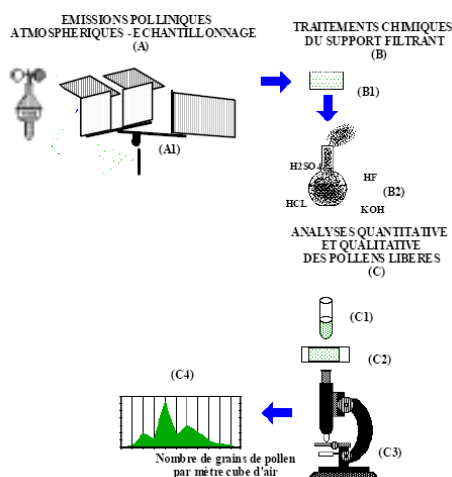 EMISSIONS POLLINIQUES
ATMOSPHERIQUES - ECHANTILLONNAGE
(A)
(A1)
TRAITEMENTS CHIMIQUES
DU SUPPORT FILTRANT
(B)
(B1)
H2SO4
HF
(B2)
HCL
KOH
ANALYSES QUANTITATIVE
ET QUALITATIVE
DES POLLENS LIBERES
(C)
(C1)
(C2)
(C3)
(C4)
Nombre de grains de pollen
par mètre cube d'air